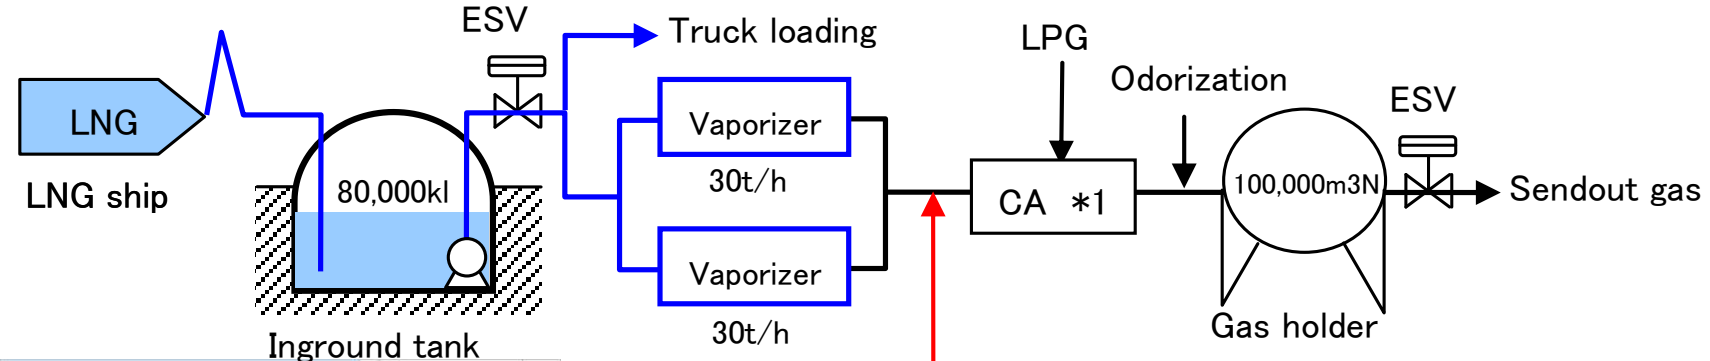 ESV
Truck loading
LPG
Odorization
ESV
LNG
Vaporizer
30t/h
80,000kl
LNG ship
CA *1
100,000m3N
Sendout gas
Vaporizer
30t/h
Gas holder
Inground tank